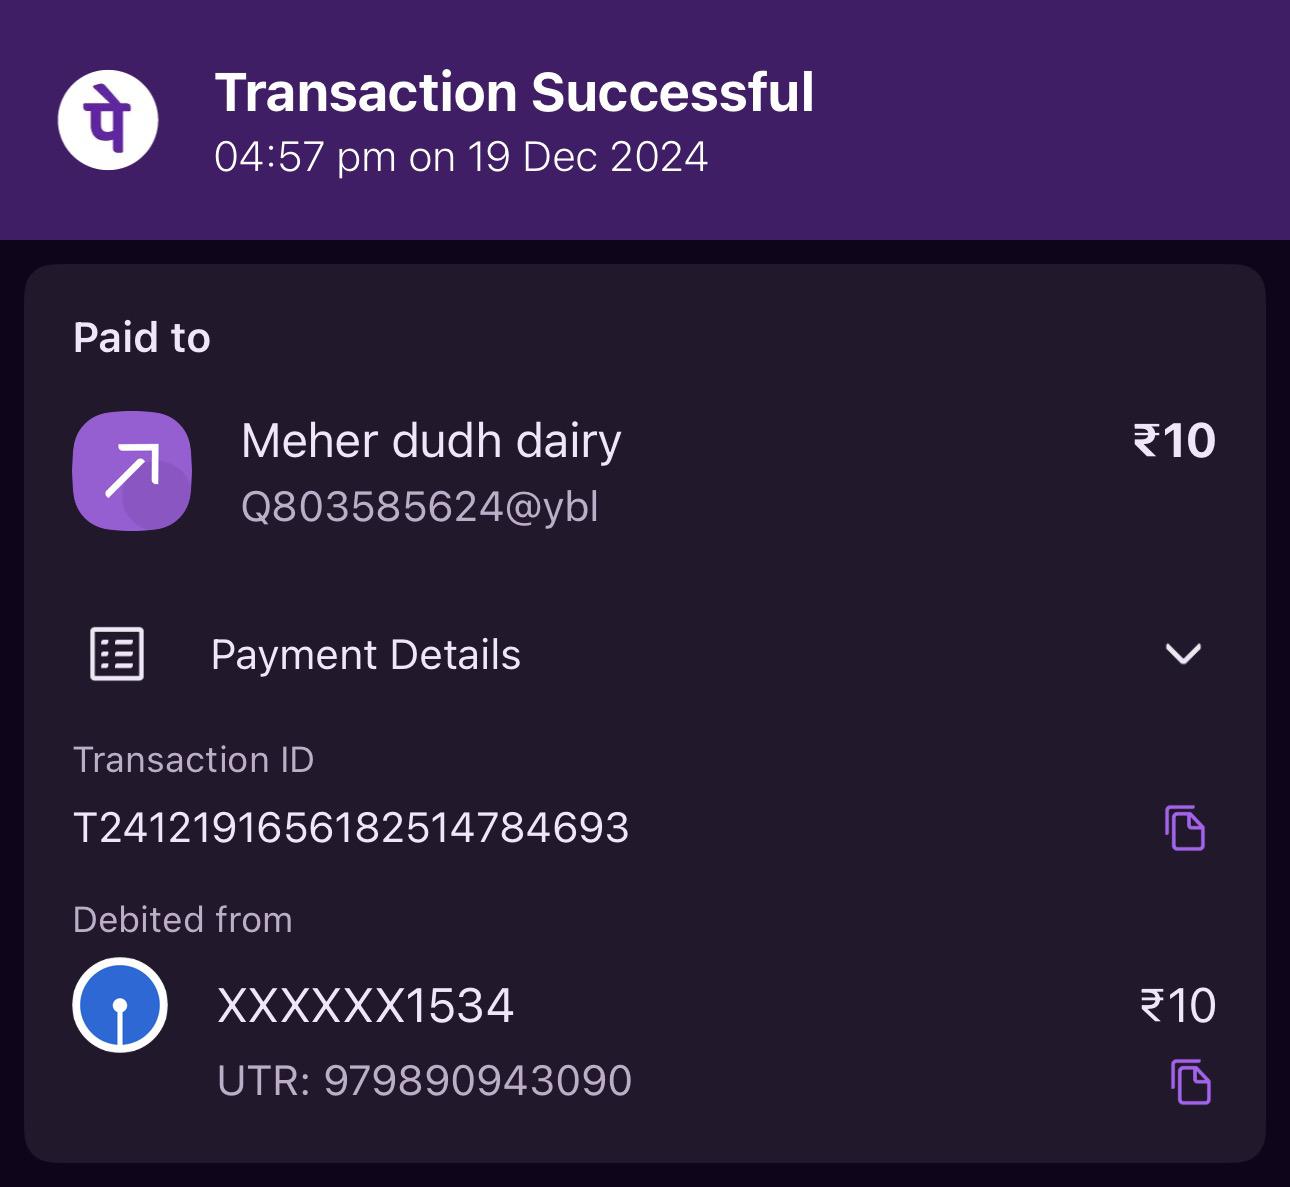 पे
Transaction Successful
04:57 pm on 19 Dec 2024
Paid to
Meher dudh dairy
₹10
Q803585624@ybl
Payment Details
Transaction ID
T2412191656182514784693
Debited from
XXXXXX1534
₹10
UTR: 979890943090